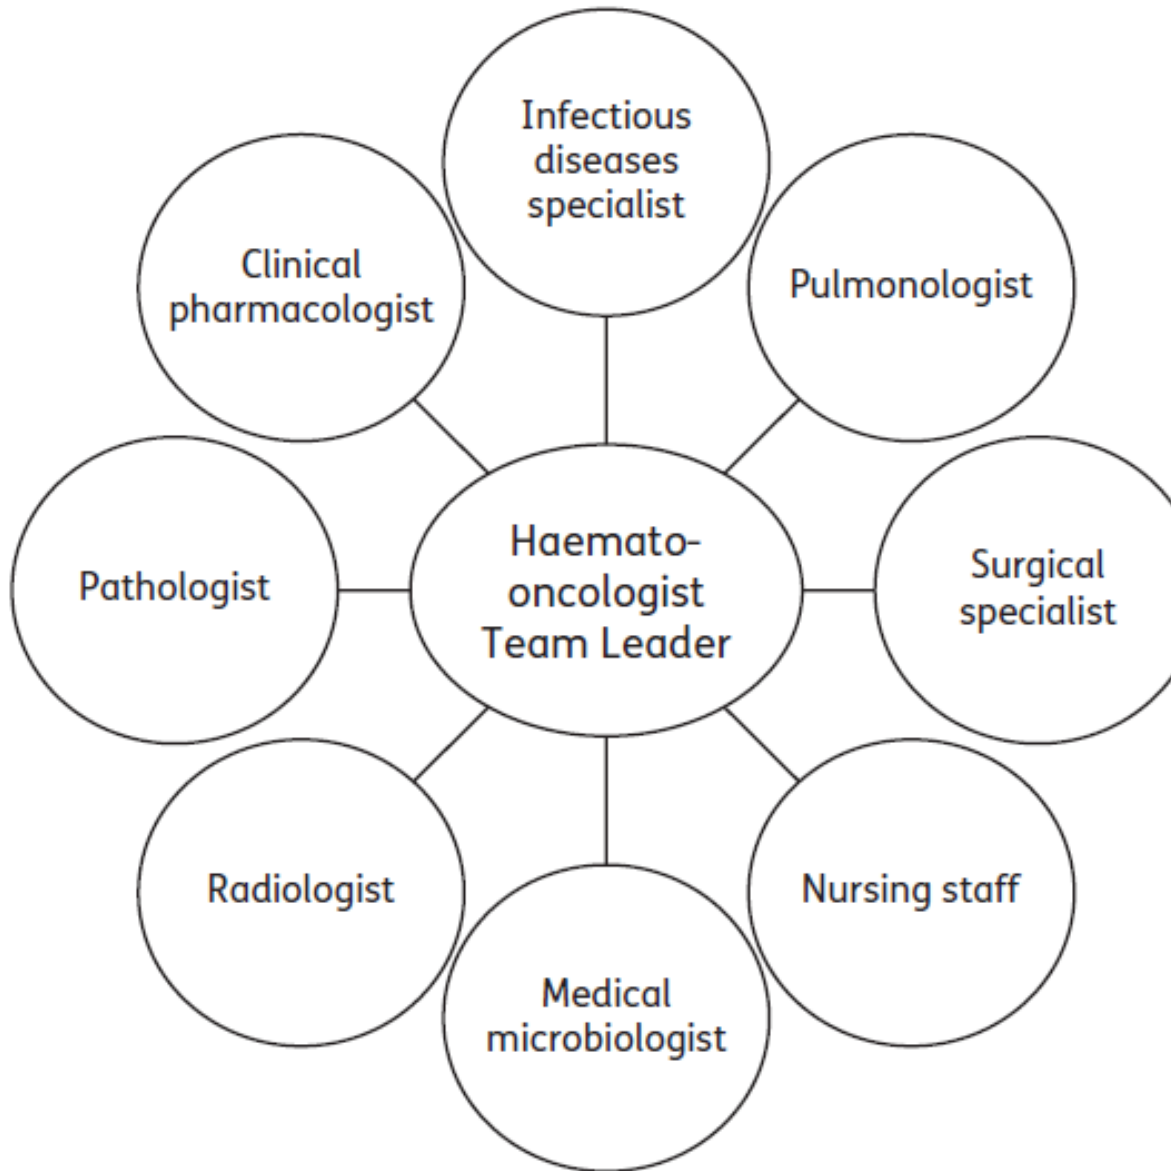 Infectious
diseases
specialist
Clinical
pharmacologist
Pulmonologist
Haemato-
oncologist
Team Leader
Pathologist
Surgical
specialist
Radiologist
Nursing staff
Medical
microbiologist